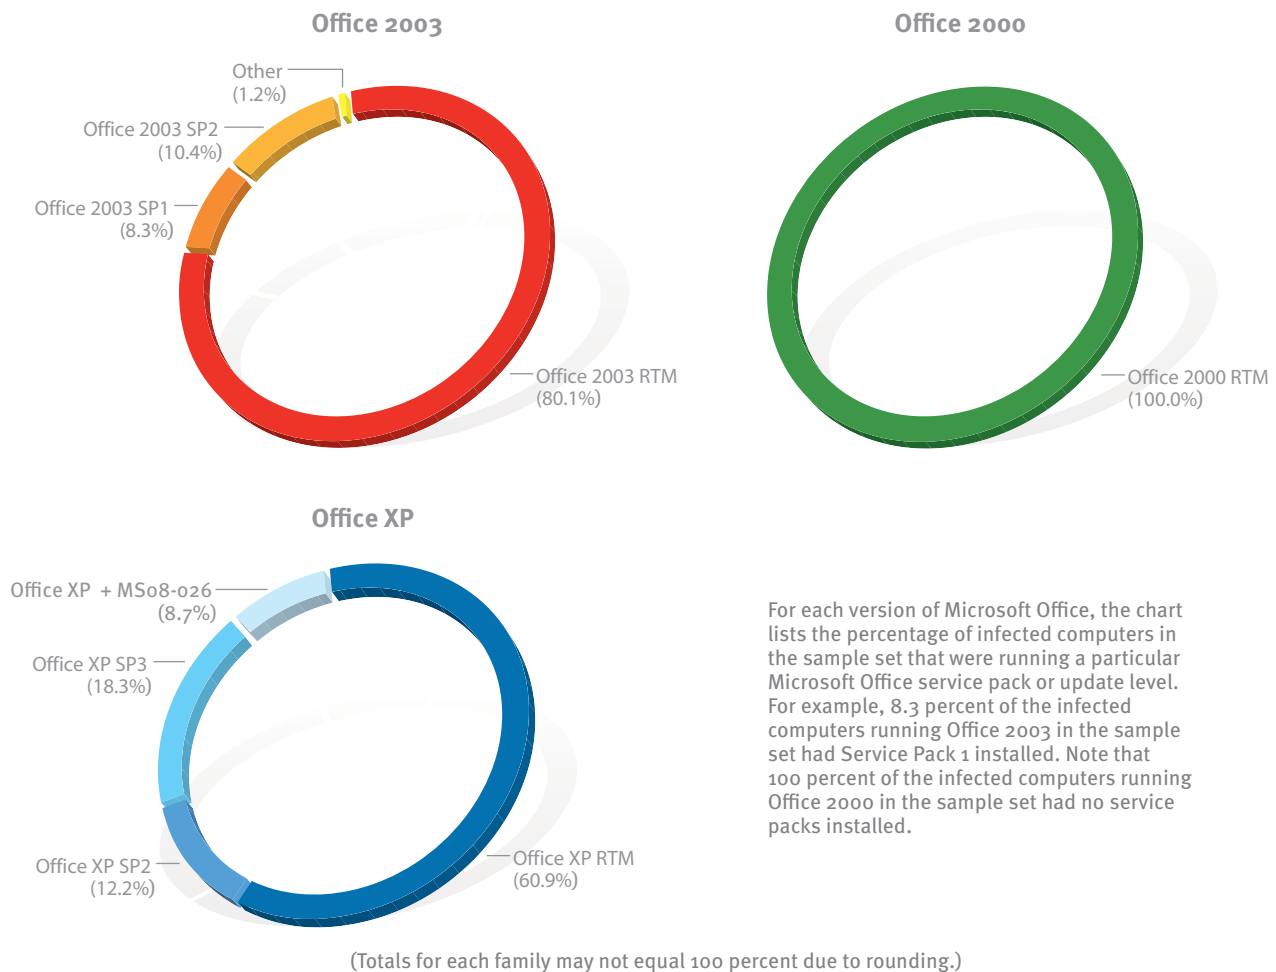 Office 2003
Other
(1.2%)
Office 2003 SP2
(10.4%)
Office 2003 SP1
(8.3%)
Office 2003 RTM
(80.1%)
Office 2000
Office 2000 RTM
(100.0%)
Office XP
Office XP + MS08-026
(8.7%)
Office XP SP3
(18.3%)
Office XP SP2
(12.2%)
Office XP RTM
(60.9%)
For each version of Microsoft Office, the chart
lists the percentage of infected computers in
the sample set that were running a particular
Microsoft Office service pack or update level.
For example, 8.3 percent of the infected
computers running Office 2003 in the sample
set had Service Pack 1 installed. Note that
100 percent of the infected computers running
Office 2000 in the sample set had no service
packs installed.
(Totals for each family may not equal 100 percent due to rounding.)